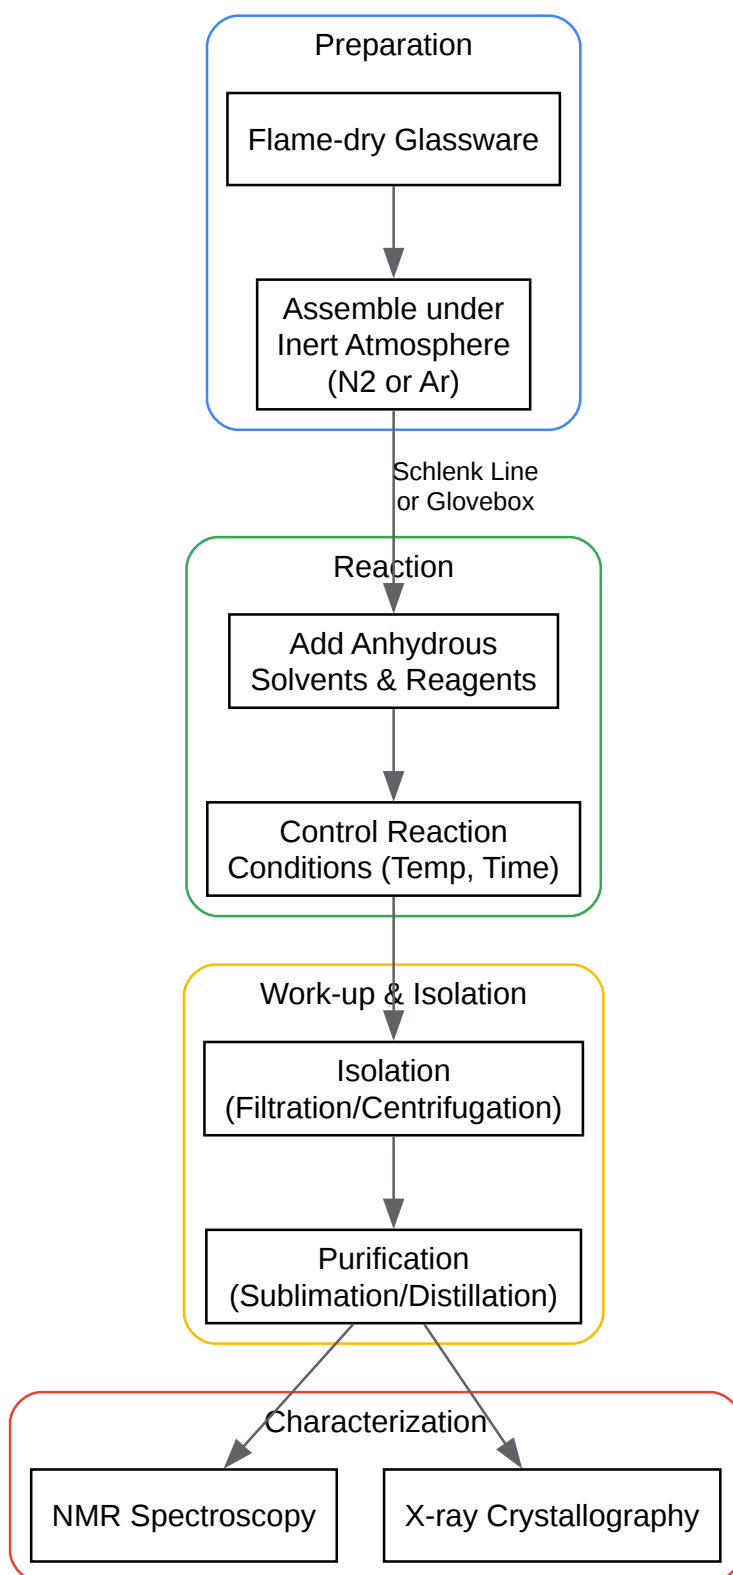 Preparation
Flame-dry Glassware
Assemble under
Inert Atmosphere
(N2 or Ar)
Schlenk Line
or Glovebox
Reaction
Add Anhydrous
Solvents & Reagents
Control Reaction
Conditions (Temp, Time)
Work-up & Isolation
Isolation
(Filtration/Centrifugation)
Purification
(Sublimation/Distillation)
Characterization
NMR Spectroscopy
X-ray Crystallography